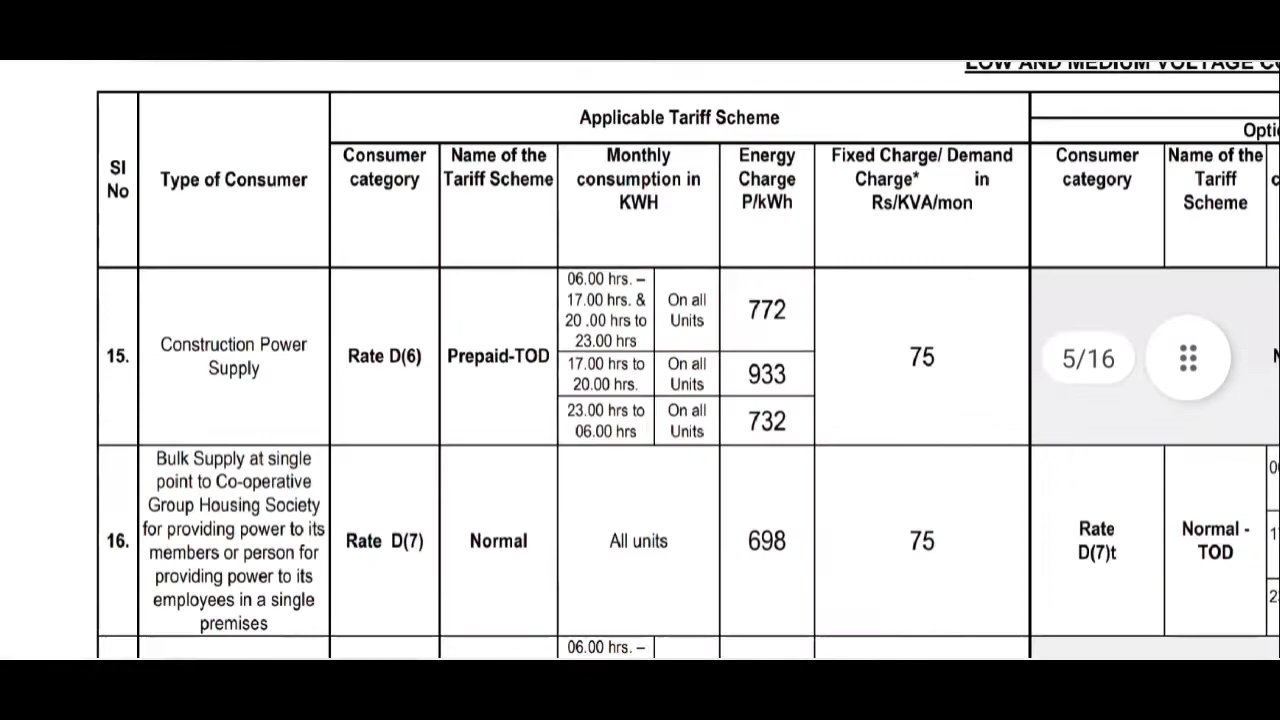 LOW AND MEDIUM VOLTAGE
Applicable Tariff Scheme
Sl
No
Type of Consumer
Consumer
category
Name of the
Tariff Scheme
Monthly
consumption in
KWH
Energy
Charge
P/kWh
Fixed Charge/ Demand
Charge* in
Rs/KVA/mon
Consumer
category
Name of the
Tariff
Scheme
15.
Construction Power
Supply
Rate D(6)
Prepaid-TOD
06.00 hrs. –
17.00 hrs. &
20 .00 hrs to
23.00 hrs
On all
Units
772
17.00 hrs to
20.00 hrs.
On all
Units
933
23.00 hrs to
06.00 hrs
On all
Units
732
75
5/16
16.
Bulk Supply at single
point to Co-operative
Group Housing Society
for providing power to its
members or person for
providing power to its
employees in a single
premises
Rate D(7)
Normal
All units
698
75
Rate
D(7)t
Normal -
TOD
06.00 hrs. –